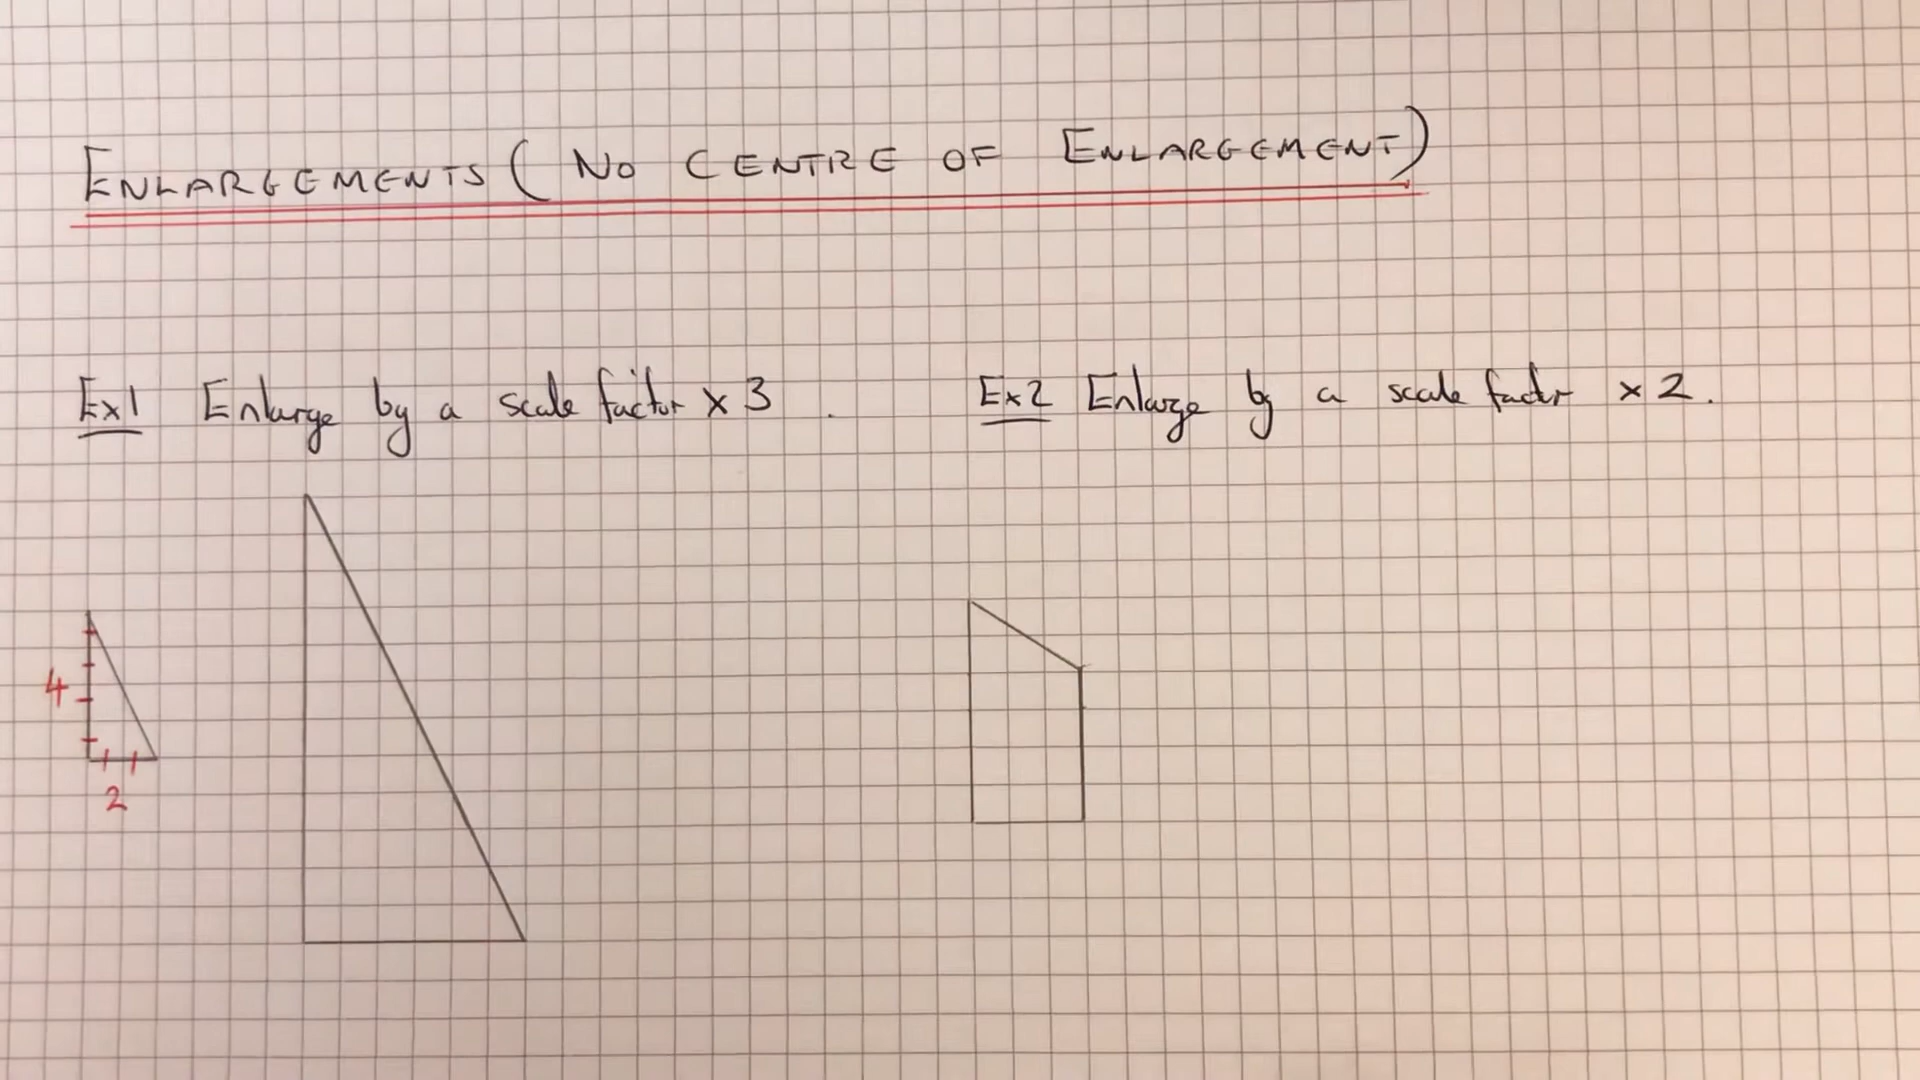 ENLARGEMENTS (NO CENTRE OF ENLARGEMENT)
Ex1 Enlarge by a scale factor x 3 .
Ex2 Enlarge by a scale factor x 2.
4
2